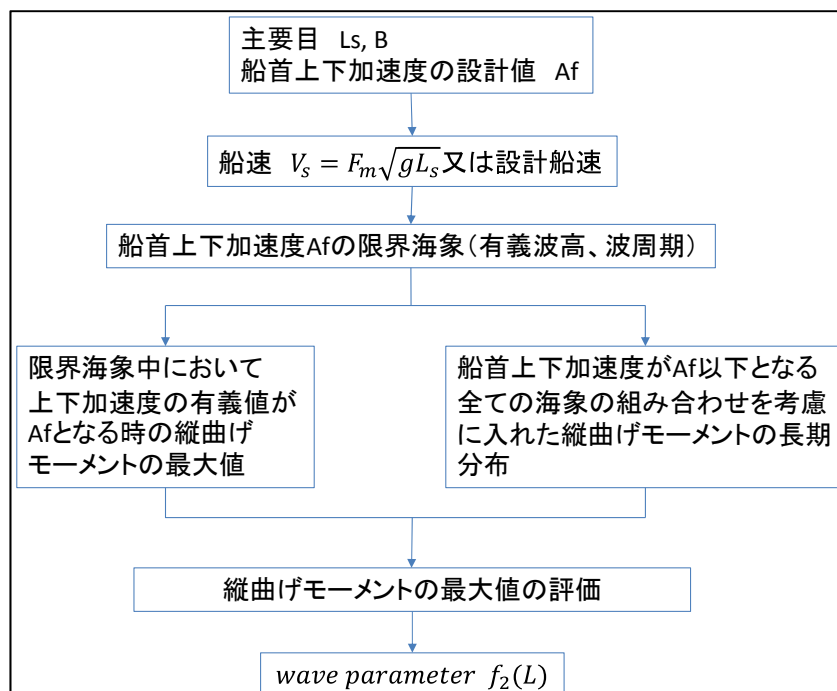 主要目 Ls, B
船首上下加速度の設計値 Af
船速 $V_s = F_m\sqrt{gL_s}$又は設計船速
船首上下加速度Afの限界海象（有義波高、波周期）
限界海象中において
上下加速度の有義値が
Afとなる時の縦曲げ
モーメントの最大値
船首上下加速度がAf以下となる
全ての海象の組み合わせを考慮
に入れた縦曲げモーメントの長期
分布
縦曲げモーメントの最大値の評価
wave parameter $f_2(L)$